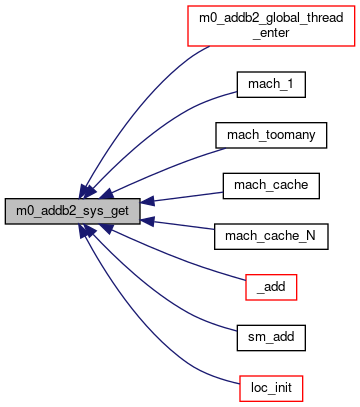 m0_addb2_global_thread
_enter
mach_1
mach_toomany
mach_cache
m0_addb2_sys_get
mach_cache_N
_add
sm_add
loc_init